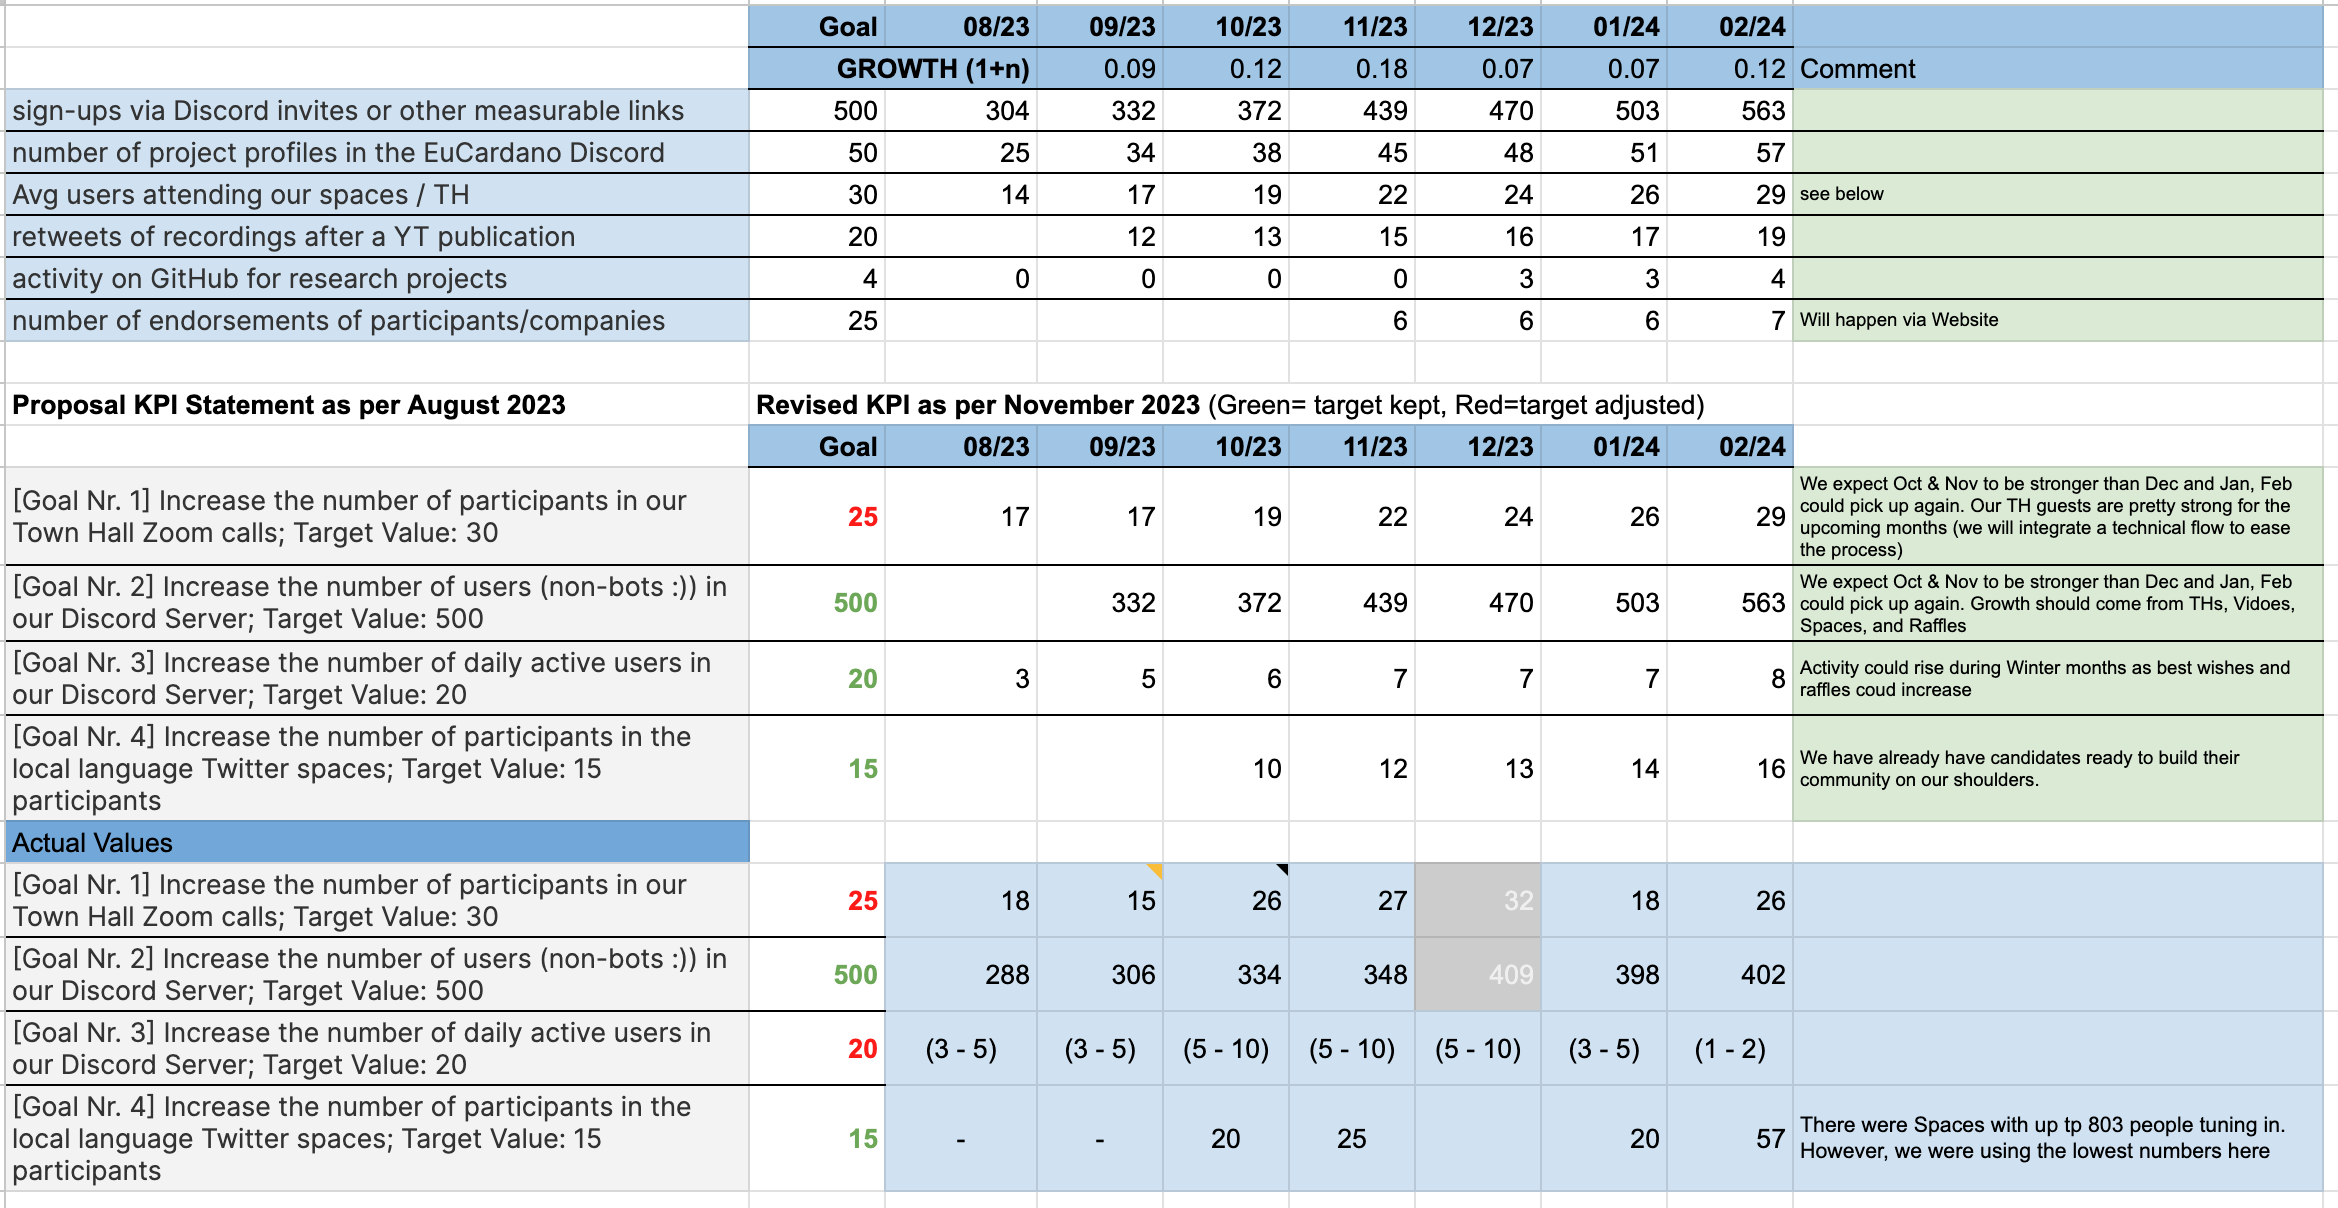 Goal 08/23 09/23 10/23 11/23 12/23 01/24 02/24
GROWTH (1+n) 0.09 0.12 0.18 0.07 0.07 0.12 Comment
sign-ups via Discord invites or other measurable links 500 304 332 372 439 470 503 563
number of project profiles in the EuCardano Discord 50 25 34 38 45 48 51 57
Avg users attending our spaces / TH 30 14 17 19 22 24 26 29 see below
retweets of recordings after a YT publication 20 12 13 15 16 17 19
activity on GitHub for research projects 4 0 0 0 0 3 3 4
number of endorsements of participants/companies 25 6 6 6 7 Will happen via Website
Proposal KPI Statement as per August 2023 Revised KPI as per November 2023 (Green= target kept, Red=target adjusted)
Goal 08/23 09/23 10/23 11/23 12/23 01/24 02/24
[Goal Nr. 1] Increase the number of participants in our
Town Hall Zoom calls; Target Value: 30
25 17 17 19 22 24 26 29
We expect Oct & Nov to be stronger than Dec and Jan, Feb
could pick up again. Our TH guests are pretty strong for the
upcoming months (we will integrate a technical flow to ease
the process)
[Goal Nr. 2] Increase the number of users (non-bots :)) in
our Discord Server; Target Value: 500
500 332 372 439 470 503 563
We expect Oct & Nov to be stronger than Dec and Jan, Feb
could pick up again. Growth should come from THs, Vidoes,
Spaces, and Raffles
[Goal Nr. 3] Increase the number of daily active users in
our Discord Server; Target Value: 20
20 3 5 6 7 7 7 8
Activity could rise during Winter months as best wishes and
raffles coud increase
[Goal Nr. 4] Increase the number of participants in the
local language Twitter spaces; Target Value: 15
participants
15 10 12 13 14 16
We have already have candidates ready to build their
community on our shoulders.
Actual Values
[Goal Nr. 1] Increase the number of participants in our
Town Hall Zoom calls; Target Value: 30
25 18 15 26 27 32 18 26
[Goal Nr. 2] Increase the number of users (non-bots :)) in
our Discord Server; Target Value: 500
500 288 306 334 348 409 398 402
[Goal Nr. 3] Increase the number of daily active users in
our Discord Server; Target Value: 20
20 (3 - 5) (3 - 5) (5 - 10) (5 - 10) (5 - 10) (3 - 5) (1 - 2)
[Goal Nr. 4] Increase the number of participants in the
local language Twitter spaces; Target Value: 15
participants
15 - - 20 25 20 57
There were Spaces with up tp 803 people tuning in.
However, we were using the lowest numbers here